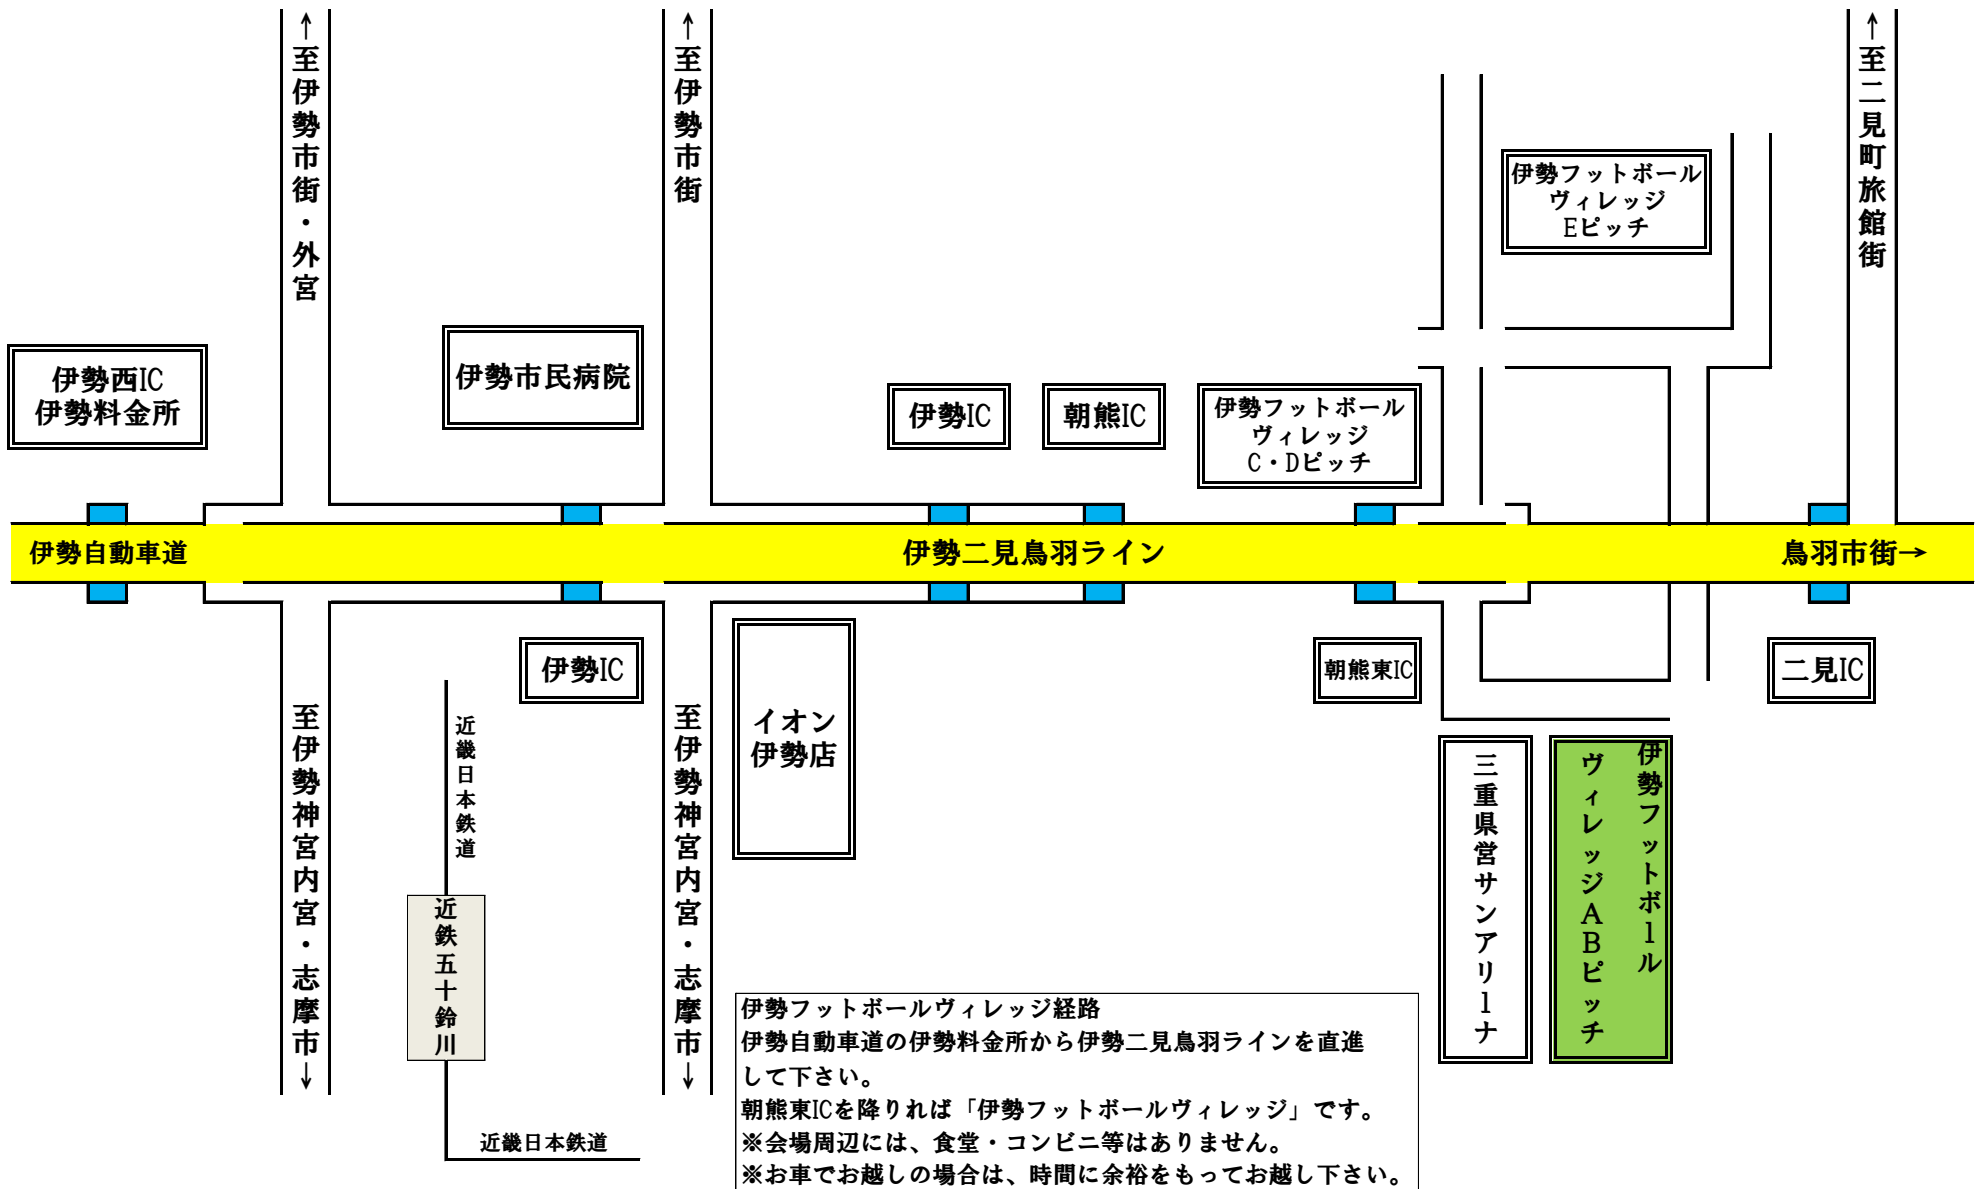 ↑至伊勢市街・外宮
↑至伊勢市街
↑至二見町旅館街
伊勢フットボール
ヴィレッジ
Eピッチ
伊勢西IC
伊勢料金所
伊勢市民病院
伊勢IC
朝熊IC
伊勢フットボール
ヴィレッジ
C・Dピッチ
伊勢自動車道
伊勢二見鳥羽ライン
鳥羽市街→
伊勢IC
朝熊東IC
二見IC
至伊勢神宮内宮・志摩市↓
近畿日本鉄道
近鉄五十鈴川
近畿日本鉄道
至伊勢神宮内宮・志摩市↓
イオン
伊勢店
三重県営サンアリーナ
伊勢フットボール
ヴィレッジABピッチ
伊勢フットボールヴィレッジ経路
伊勢自動車道の伊勢料金所から伊勢二見鳥羽ラインを直進
して下さい。
朝熊東ICを降りれば「伊勢フットボールヴィレッジ」です。
※会場周辺には、食堂・コンビニ等はありません。
※お車でお越しの場合は、時間に余裕をもってお越し下さい。